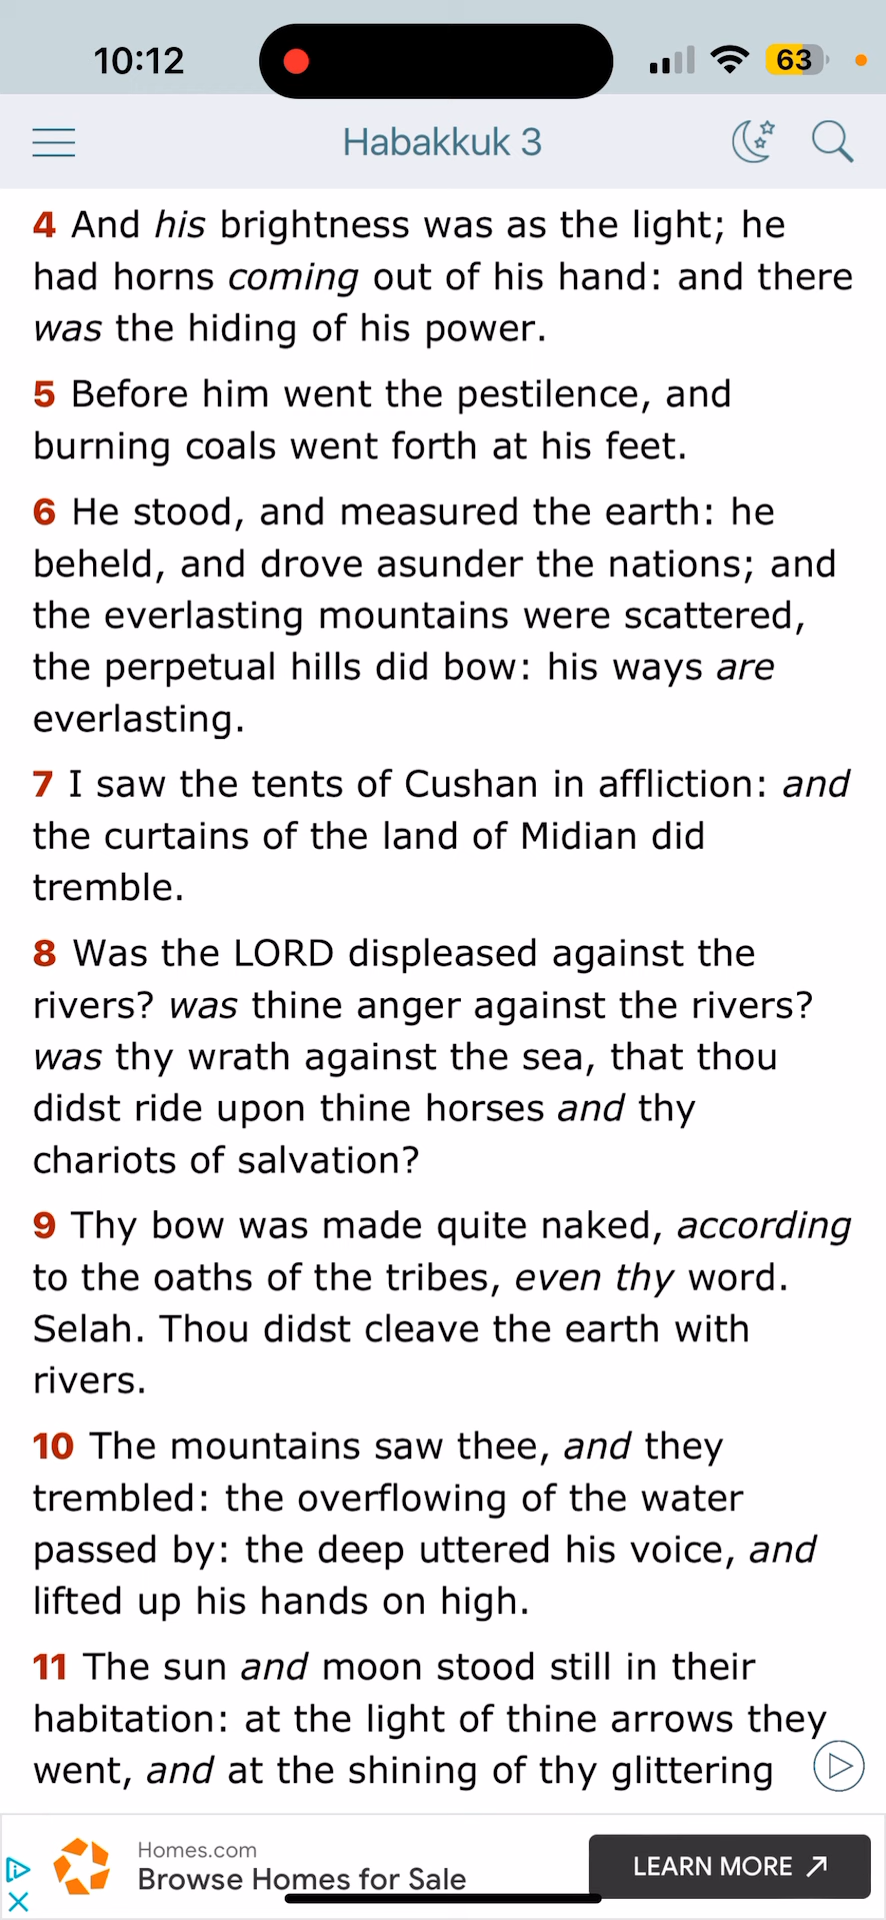 10:12
63
Habakkuk 3
4 And his brightness was as the light; he
had horns coming out of his hand: and there
was the hiding of his power.
5 Before him went the pestilence, and
burning coals went forth at his feet.
6 He stood, and measured the earth: he
beheld, and drove asunder the nations; and
the everlasting mountains were scattered,
the perpetual hills did bow: his ways are
everlasting.
7 I saw the tents of Cushan in affliction: and
the curtains of the land of Midian did
tremble.
8 Was the LORD displeased against the
rivers? was thine anger against the rivers?
was thy wrath against the sea, that thou
didst ride upon thine horses and thy
chariots of salvation?
9 Thy bow was made quite naked, according
to the oaths of the tribes, even thy word.
Selah. Thou didst cleave the earth with
rivers.
10 The mountains saw thee, and they
trembled: the overflowing of the water
passed by: the deep uttered his voice, and
lifted up his hands on high.
11 The sun and moon stood still in their
habitation: at the light of thine arrows they
went, and at the shining of thy glittering
Homes.com
Browse Homes for Sale
LEARN MORE